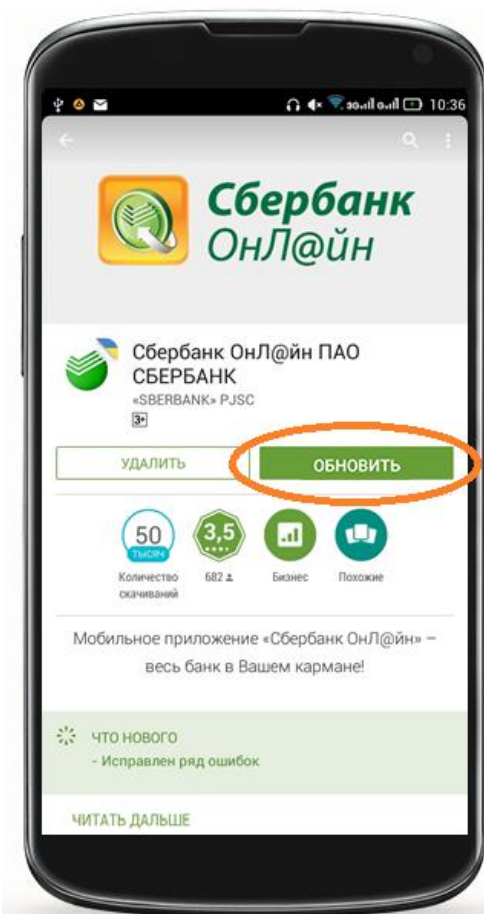 3G G 10:36
Сбербанк
ОнЛ@йн
Сбербанк ОнЛ@йн ПАО
СБЕРБАНК
«SBERBANK» PJSC
3+
УДАЛИТЬ
ОБНОВИТЬ
50
ТЫСЯЧ
3,5
Количество
скачиваний
682
Бизнес
Похожие
Мобильное приложение «Сбербанк ОнЛ@йн» –
весь банк в Вашем кармане!
ЧТО НОВОГО
- Исправлен ряд ошибок
ЧИТАТЬ ДАЛЬШЕ